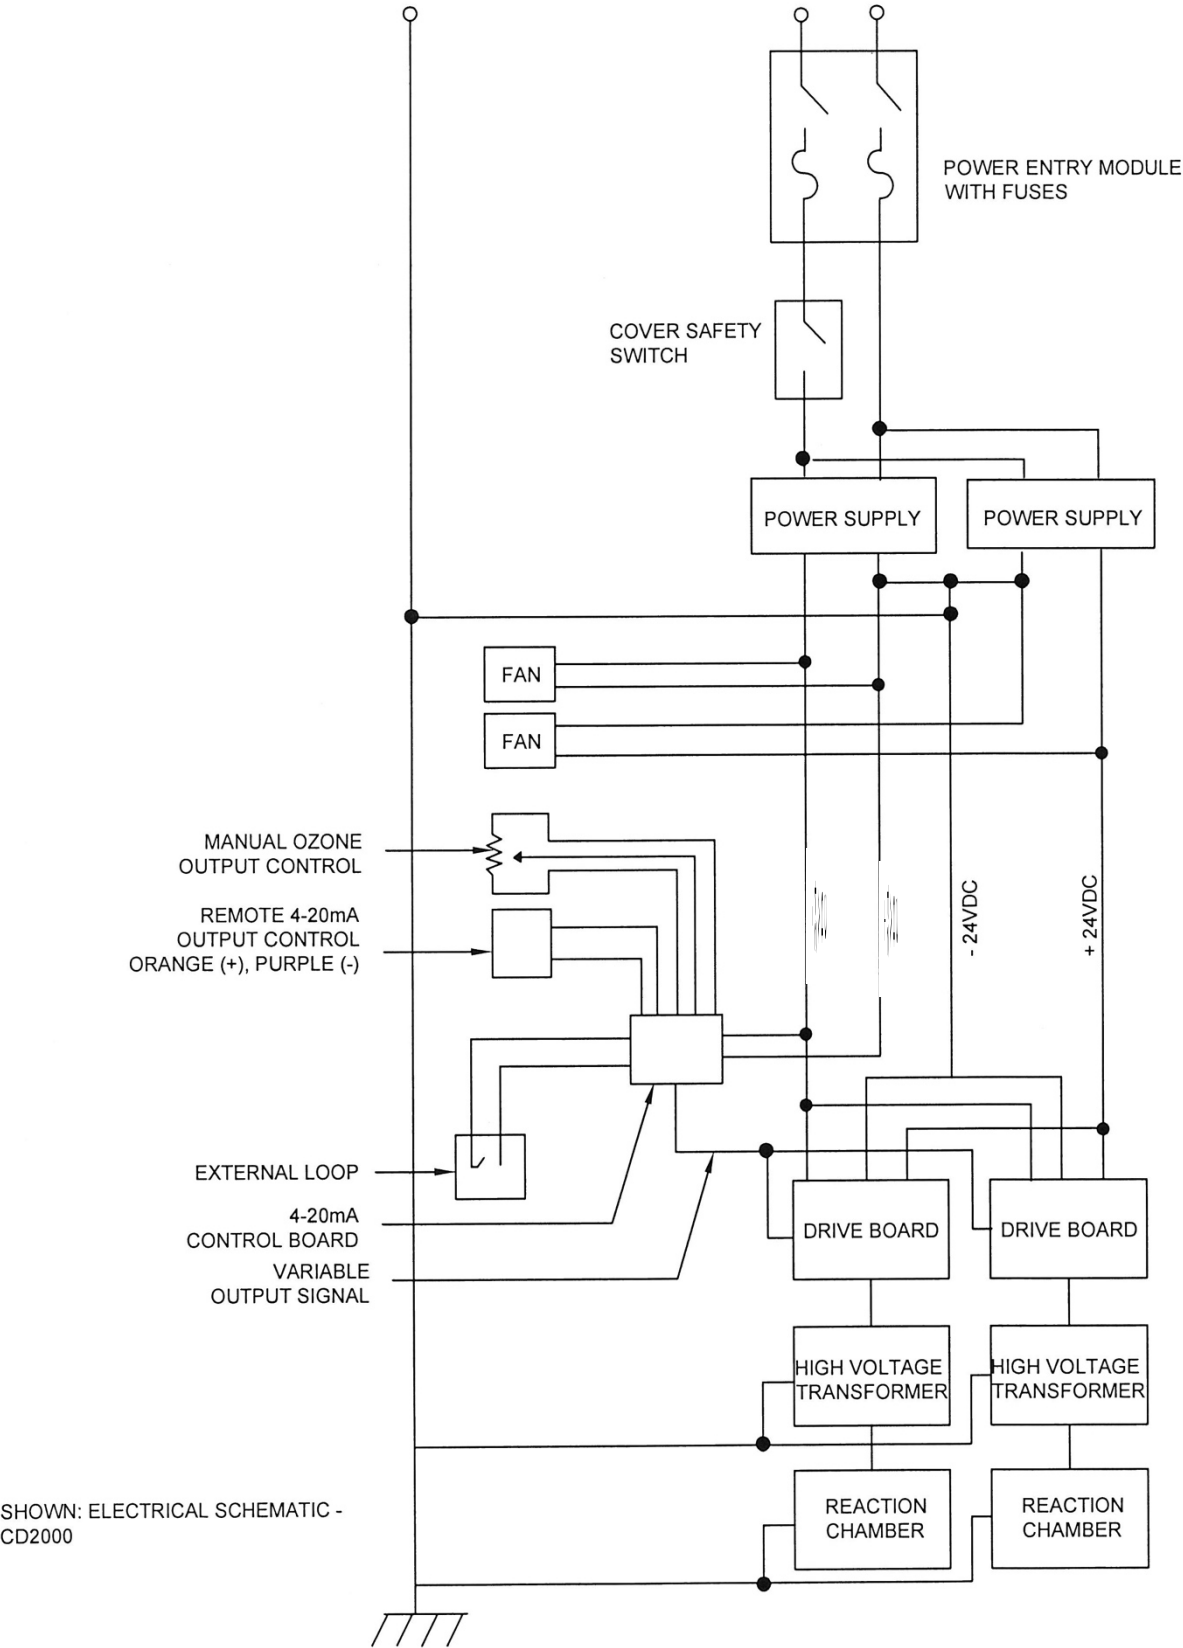 POWER ENTRY MODULE
WITH FUSES
COVER SAFETY
SWITCH
POWER SUPPLY
POWER SUPPLY
FAN
FAN
MANUAL OZONE
OUTPUT CONTROL
REMOTE 4-20mA
OUTPUT CONTROL
ORANGE (+), PURPLE (-)
- 24VDC
+ 24VDC
EXTERNAL LOOP
4-20mA
CONTROL BOARD
VARIABLE
OUTPUT SIGNAL
DRIVE BOARD
DRIVE BOARD
HIGH VOLTAGE
TRANSFORMER
HIGH VOLTAGE
TRANSFORMER
REACTION
CHAMBER
REACTION
CHAMBER
SHOWN: ELECTRICAL SCHEMATIC -
CD2000